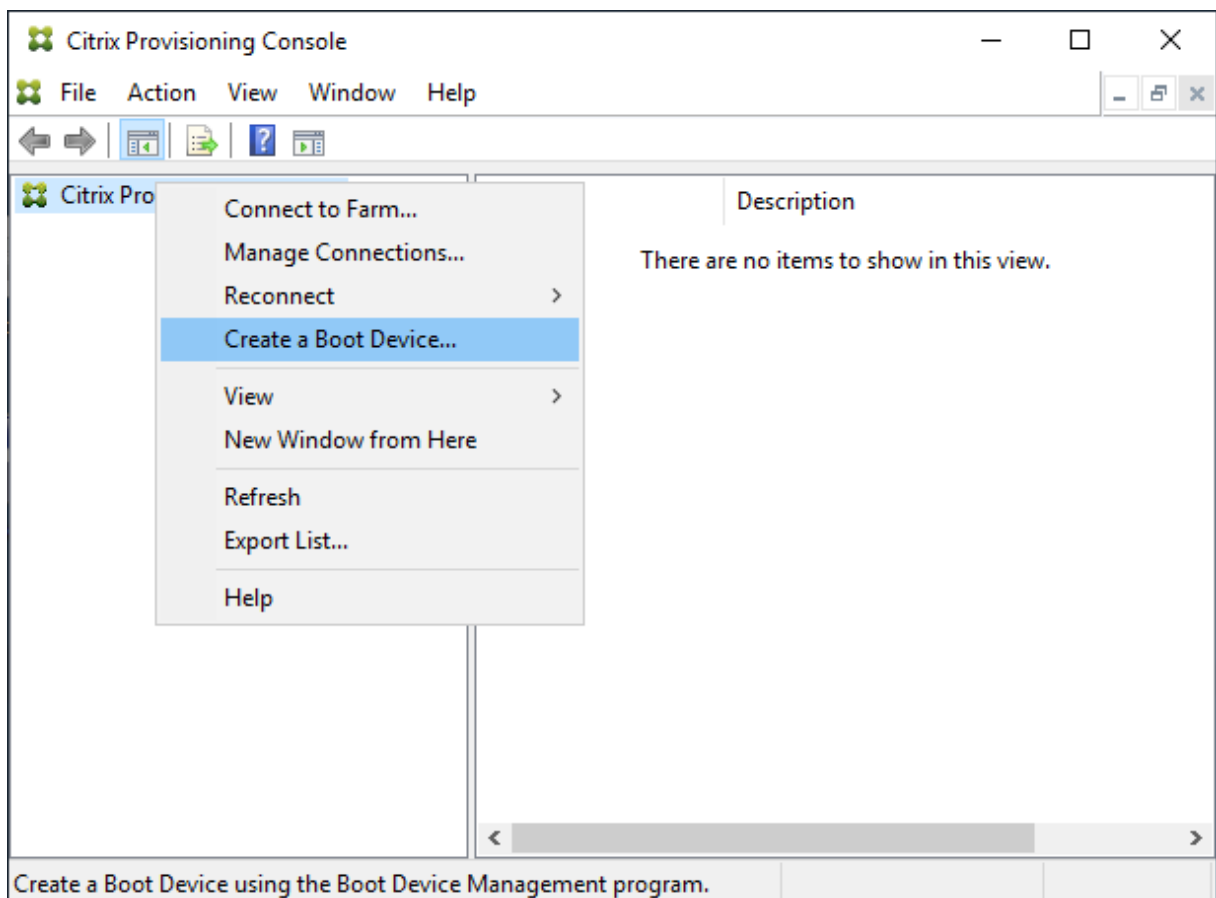 Citrix Provisioning Console
File Action View Window Help
Citrix Pro
Connect to Farm...
Manage Connections...
Reconnect
Create a Boot Device...
View
New Window from Here
Refresh
Export List...
Help
Description
There are no items to show in this view.
Create a Boot Device using the Boot Device Management program.